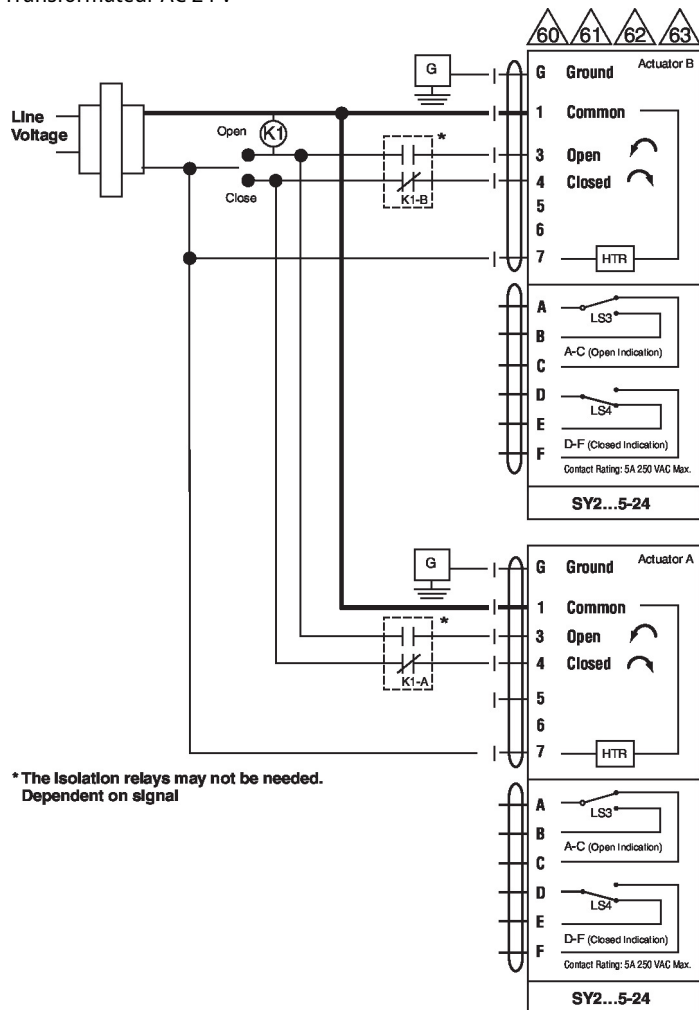 Transformateur AC 24 V
60 61 62 63
Actuator B
G
G Ground
Line
Voltage
1 Common
Open
K1
*
3 Open
4 Closed
Close
K1-B
5
6
7
HTR
A
LS3
B
A-C (Open Indication)
C
D
LS4
E
D-F (Closed Indication)
F
Contact Rating: 5A 250 VAC Max.
SY2...5-24
Actuator A
G
G Ground
1 Common
*
3 Open
4 Closed
K1-A
5
6
7
HTR
* The Isolation relays may not be needed.
Dependent on signal
A
LS3
B
A-C (Open Indication)
C
D
LS4
E
D-F (Closed Indication)
F
Contact Rating: 5A 250 VAC Max.
SY2...5-24